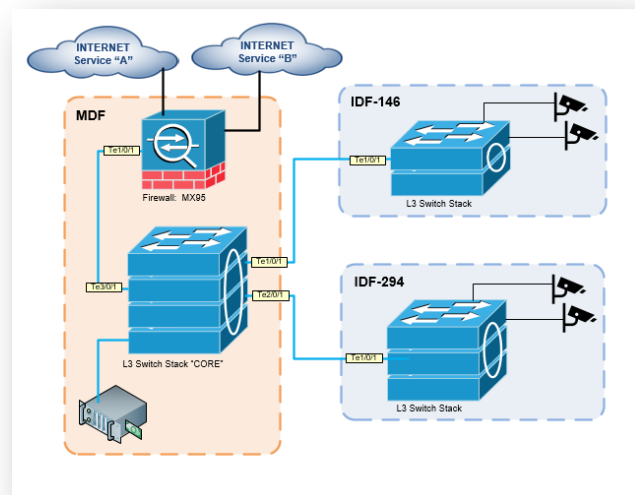 INTERNET
Service "A"
INTERNET
Service "B"
MDF
Te1/0/1
Firewall:  MX95
Te1/0/1
Te3/0/1
Te2/0/1
L3 Switch Stack "CORE"
IDF-146
Te1/0/1
L3 Switch Stack
IDF-294
Te1/0/1
L3 Switch Stack